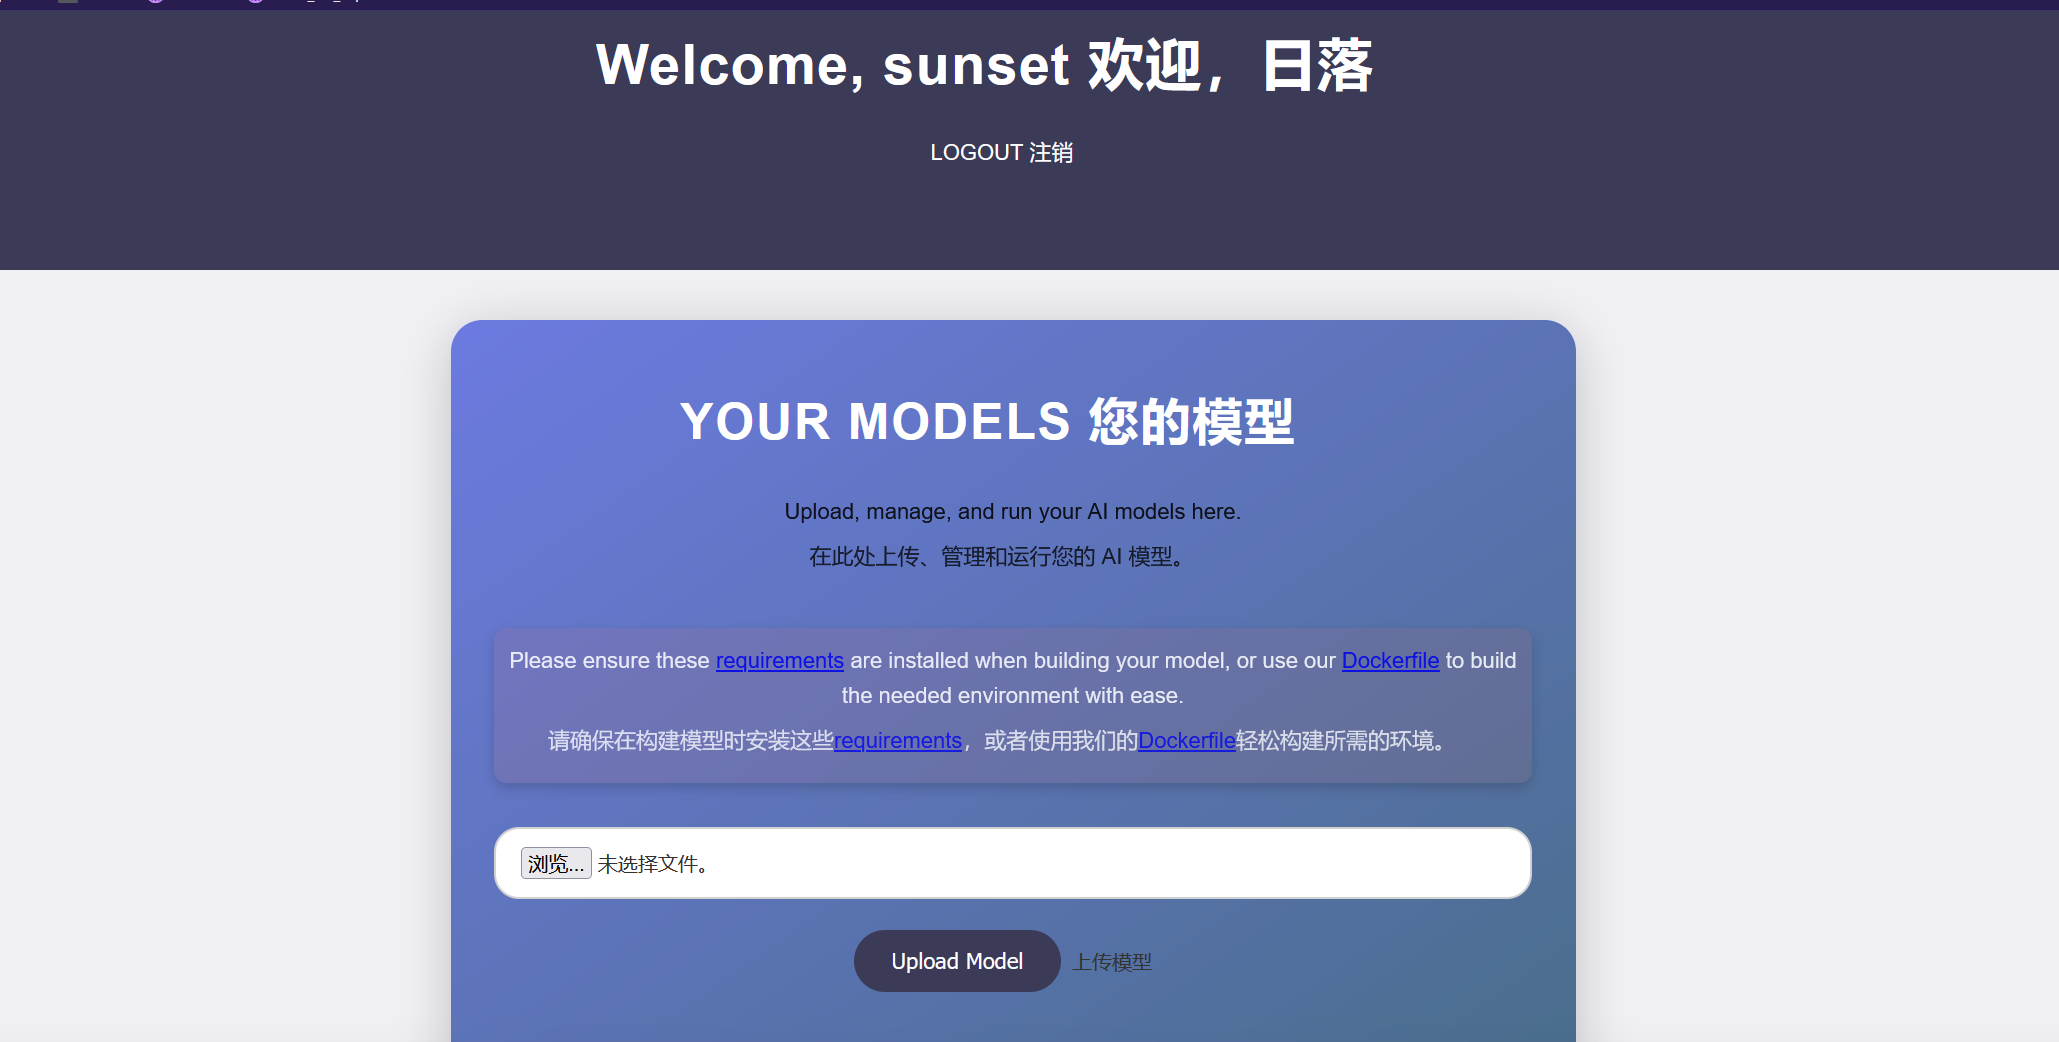 Welcome, sunset 欢迎，日落
LOGOUT 注销
YOUR MODELS 您的模型
Upload, manage, and run your AI models here.
在此处上传、管理和运行您的 AI 模型。
Please ensure these requirements are installed when building your model, or use our Dockerfile to build
the needed environment with ease.
请确保在构建模型时安装这些requirements，或者使用我们的Dockerfile轻松构建所需的环境。
浏览... 未选择文件。
Upload Model 上传模型